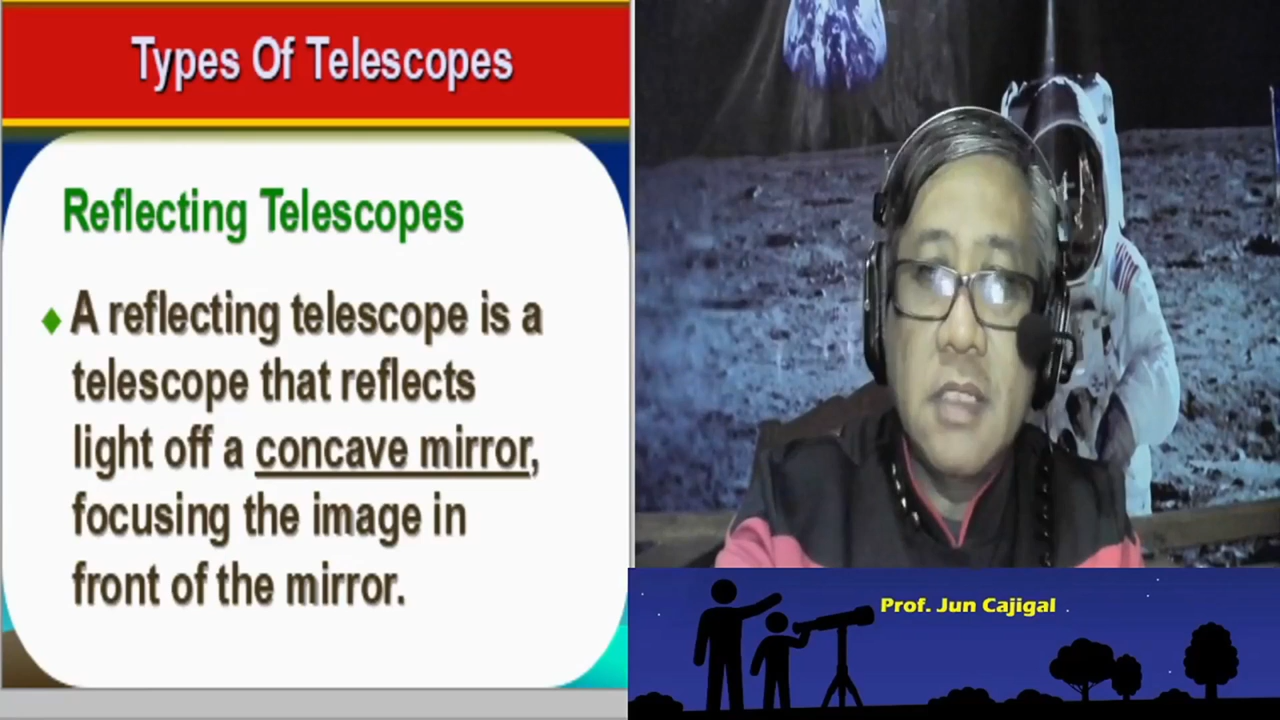 Types Of Telescopes
Reflecting Telescopes
A reflecting telescope is a
telescope that reflects
light off a concave mirror,
focusing the image in
front of the mirror.
Prof. Jun Cajigal